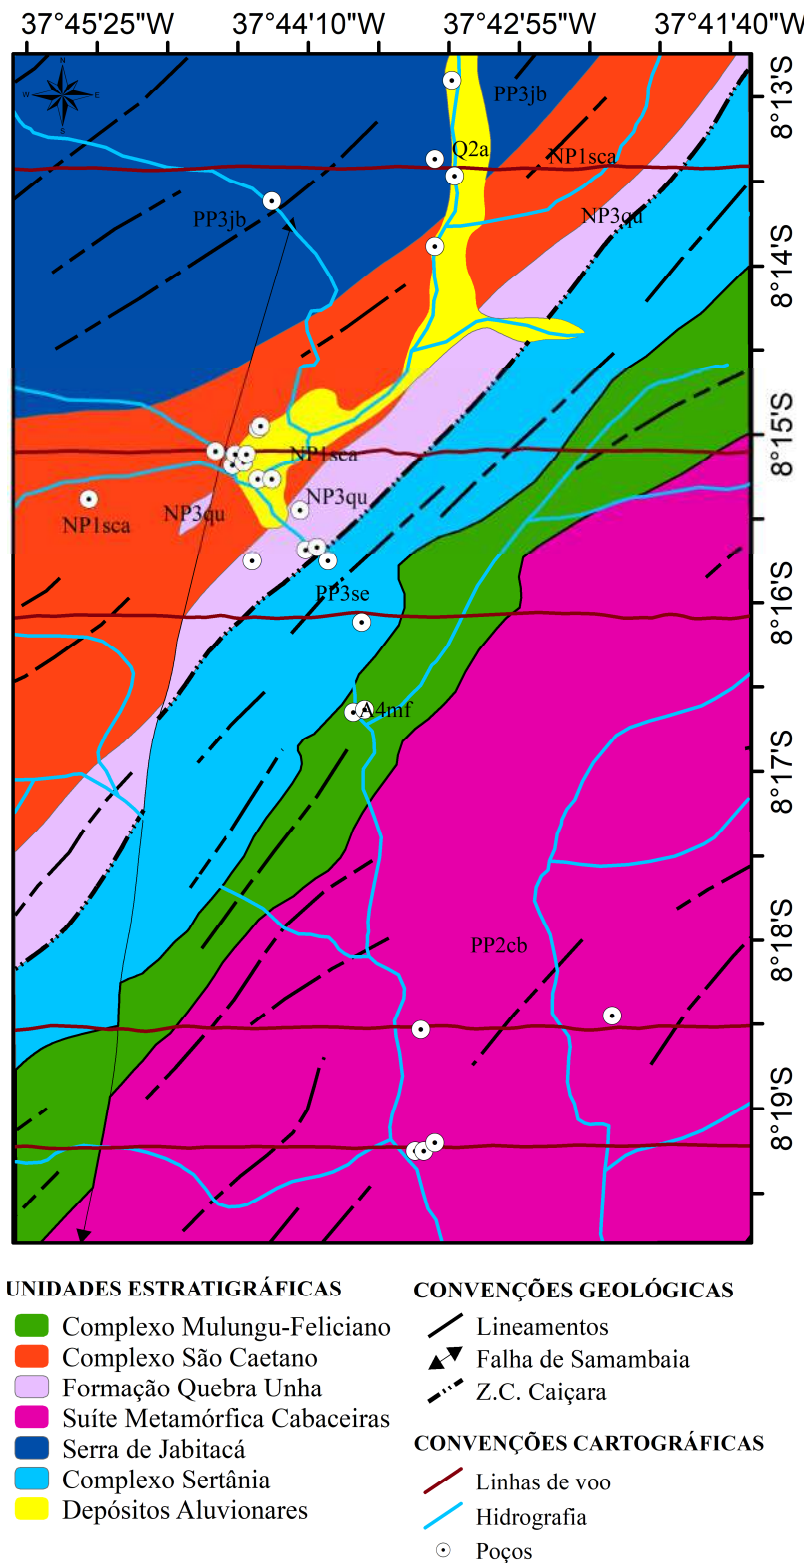 37°45'25"W 37°44'10"W 37°42'55"W 37°41'40"W
N
W E
S
8°13'S
8°14'S
8°15'S
8°16'S
8°17'S
8°18'S
8°19'S
PP3jb
Q2a
NP1sca
NP3qu
PP3jb
NP1sca
NP3qu
NP3qu
NP1sca
PP3se
A4mf
PP2cb
UNIDADES ESTRATIGRÁFICAS
Complexo Mulungu-Feliciano
Complexo São Caetano
Formação Quebra Unha
Suíte Metamórfica Cabaceiras
Serra de Jabitacá
Complexo Sertânia
Depósitos Aluvionares
CONVENÇÕES GEOLÓGICAS
Lineamentos
Falha de Samambaia
Z.C. Caiçara
CONVENÇÕES CARTOGRÁFICAS
Linhas de voo
Hidrografia
Poços